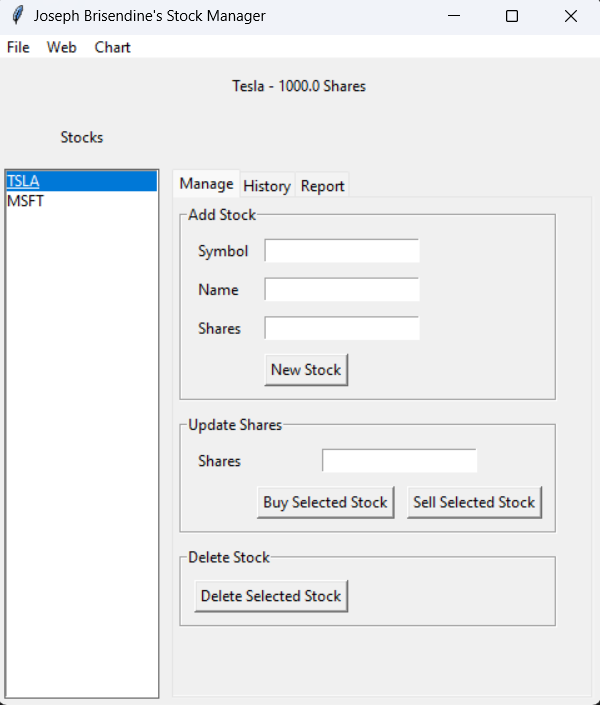 Joseph Brisendine's Stock Manager
File Web Chart
Tesla - 1000.0 Shares
Stocks
TSLA
MSFT
Manage History Report
Add Stock
Symbol
Name
Shares
New Stock
Update Shares
Shares
Buy Selected Stock Sell Selected Stock
Delete Stock
Delete Selected Stock